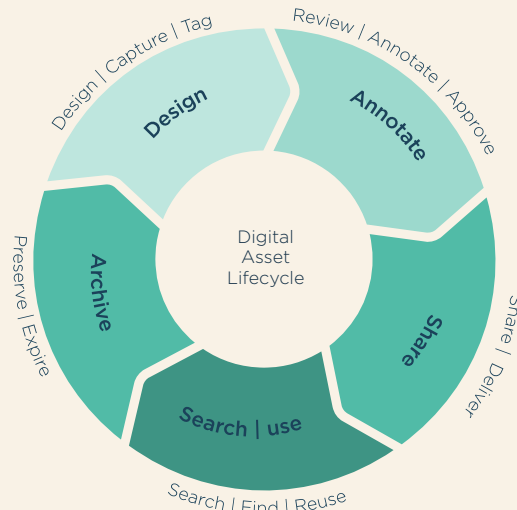 Design | Capture | Tag
Design
Review | Annotate | Approve
Annotate
Share | Deliver
Share
Search | use
Search | Find | Reuse
Archive
Preserve | Expire
Digital
Asset
Lifecycle